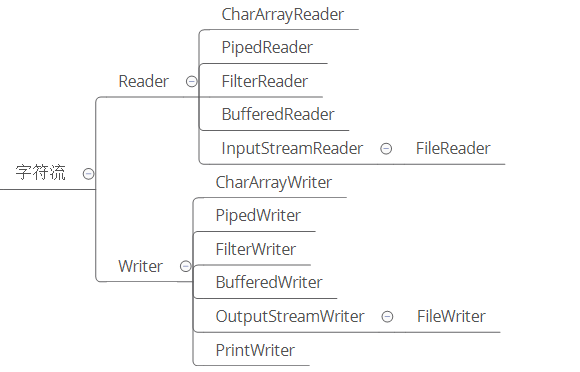 字符流
Reader
CharArrayReader
PipedReader
FilterReader
BufferedReader
InputStreamReader
FileReader
Writer
CharArrayWriter
PipedWriter
FilterWriter
BufferedWriter
OutputStreamWriter
FileWriter
PrintWriter